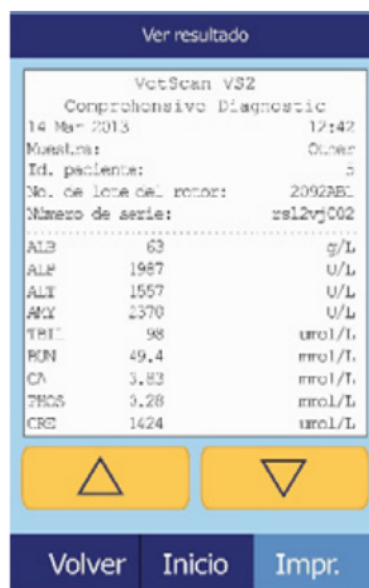 Ver resultado
VetScan VS2
Comprehensive Diagnostic
14 Mar 2013 12:42
Muestra: Other
Id. paciente: 5
No. de lote del rotor: 2092AB1
Número de serie: rsl2vj002
ALB 63 g/L
ALP 1987 U/L
ALT 1557 U/L
AMY 2370 U/L
TBIL 98 umol/L
BUN 49.4 mmol/L
CA 3.83 mmol/L
PHOS 3.28 mmol/L
CRE 1424 umol/L
Volver Inicio Impr.